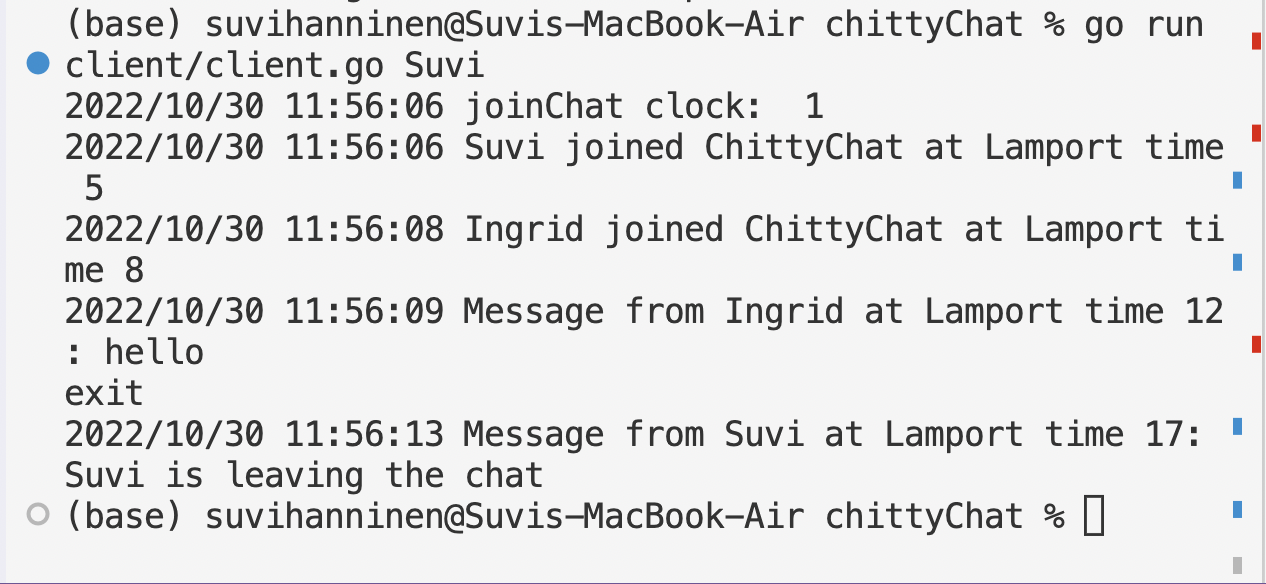 (base) suvihanninen@Suvis-MacBook-Air chittyChat % go run
client/client.go Suvi
2022/10/30 11:56:06 joinChat clock:  1
2022/10/30 11:56:06 Suvi joined ChittyChat at Lamport time
 5
2022/10/30 11:56:08 Ingrid joined ChittyChat at Lamport ti
me 8
2022/10/30 11:56:09 Message from Ingrid at Lamport time 12
: hello
exit
2022/10/30 11:56:13 Message from Suvi at Lamport time 17:
Suvi is leaving the chat
(base) suvihanninen@Suvis-MacBook-Air chittyChat %